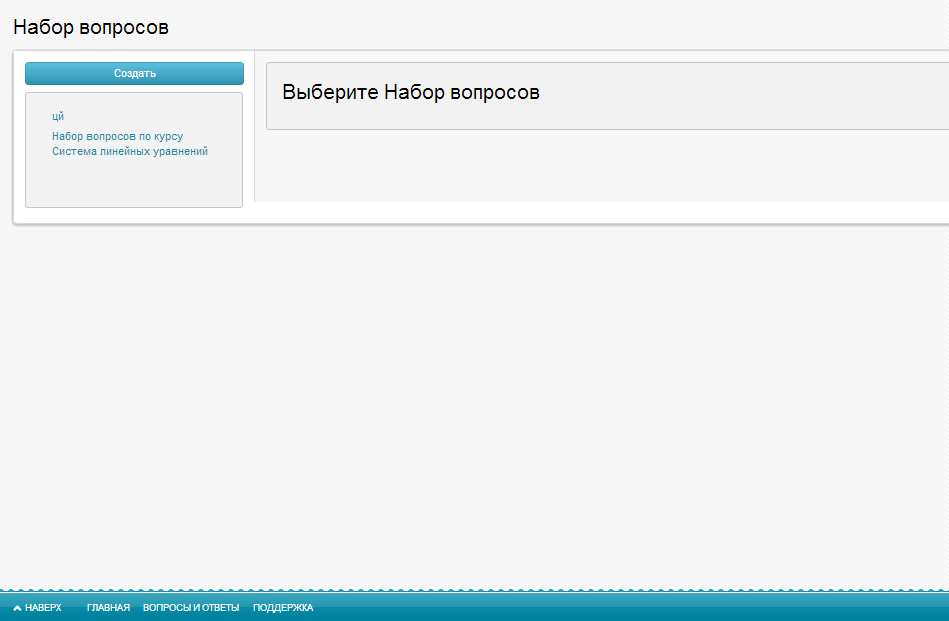 Набор вопросов
Создать
цй
Набор вопросов по курсу
Система линейных уравнений
Выберите Набор вопросов
НАВЕРХ ГЛАВНАЯ ВОПРОСЫ И ОТВЕТЫ ПОДДЕРЖКА